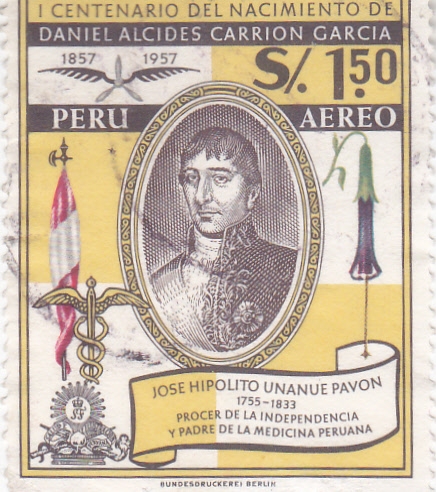 I CENTENARIO DEL NACIMIENTO DE
DANIEL ALCIDES CARRION GARCIA
1857 1957
S/. 1.50
PERU AEREO
JOSE HIPOLITO UNANUE PAVON
1755-1833
PROCER DE LA INDEPENDENCIA
Y PADRE DE LA MEDICINA PERUANA
BUNDESDRUCKEREI BERLIN